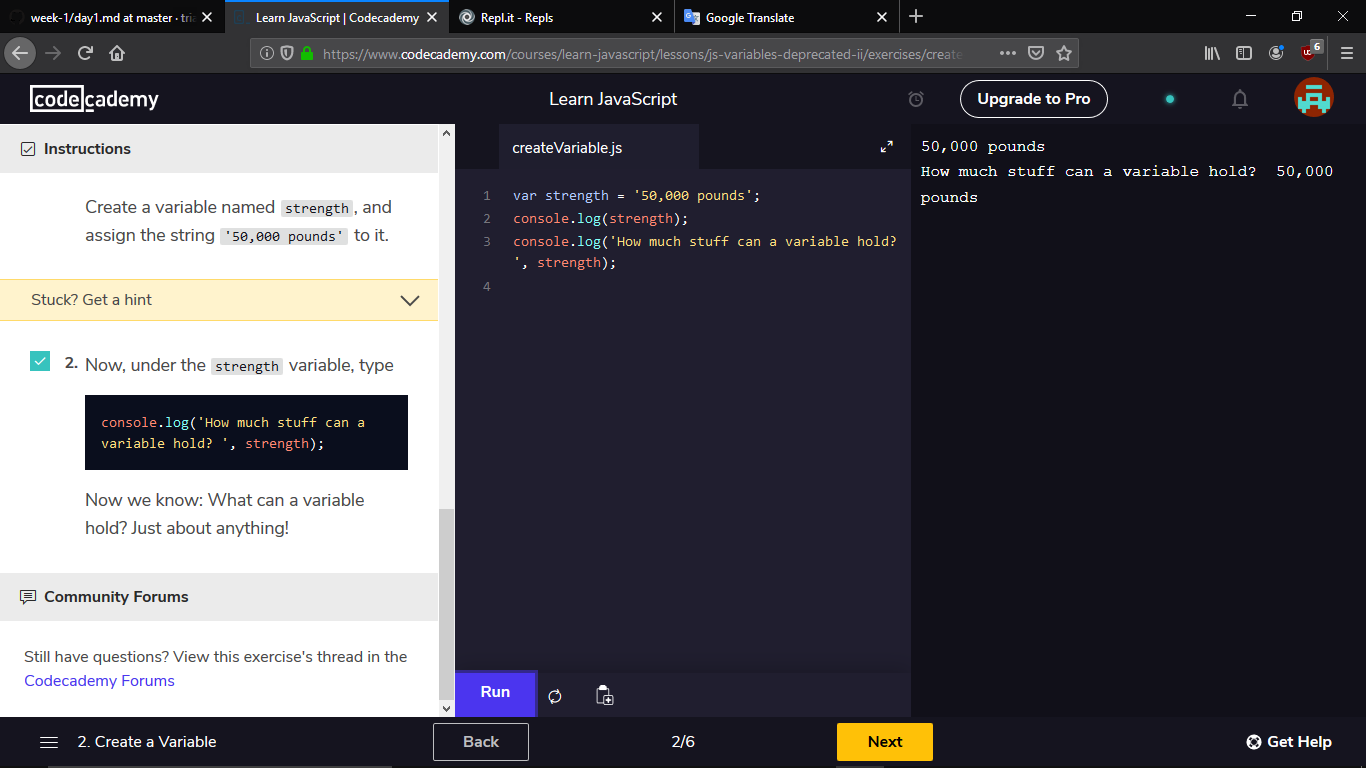 week-1/day1.md at master · tri
Learn JavaScript | Codecademy
Repl.it - Repls
Google Translate
https://www.codecademy.com/courses/learn-javascript/lessons/js-variables-deprecated-ii/exercises/create
6
codecademy
Learn JavaScript
Upgrade to Pro
Instructions
Create a variable named strength, and
assign the string '50,000 pounds' to it.
Stuck? Get a hint
2. Now, under the strength variable, type
console.log('How much stuff can a
variable hold? ', strength);
Now we know: What can a variable
hold? Just about anything!
Community Forums
Still have questions? View this exercise's thread in the
Codecademy Forums
createVariable.js
1 var strength = '50,000 pounds';
2 console.log(strength);
3 console.log('How much stuff can a variable hold?
', strength);
4
Run
50,000 pounds
How much stuff can a variable hold?  50,000
pounds
2. Create a Variable
Back
2/6
Next
Get Help